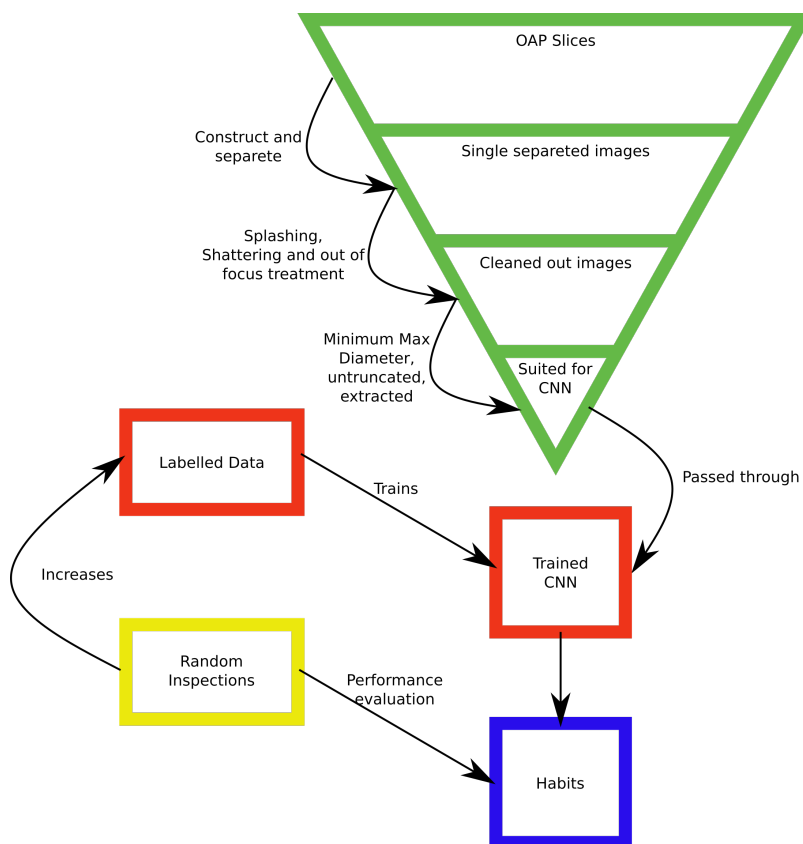 OAP Slices
Construct and
separete
Single separeted images
Splashing,
Shattering and out of
focus treatment
Cleaned out images
Minimum Max
Diameter,
untruncated,
extracted
Suited for
CNN
Labelled Data
Trains
Passed through
Trained
CNN
Increases
Random
Inspections
Performance
evaluation
Habits